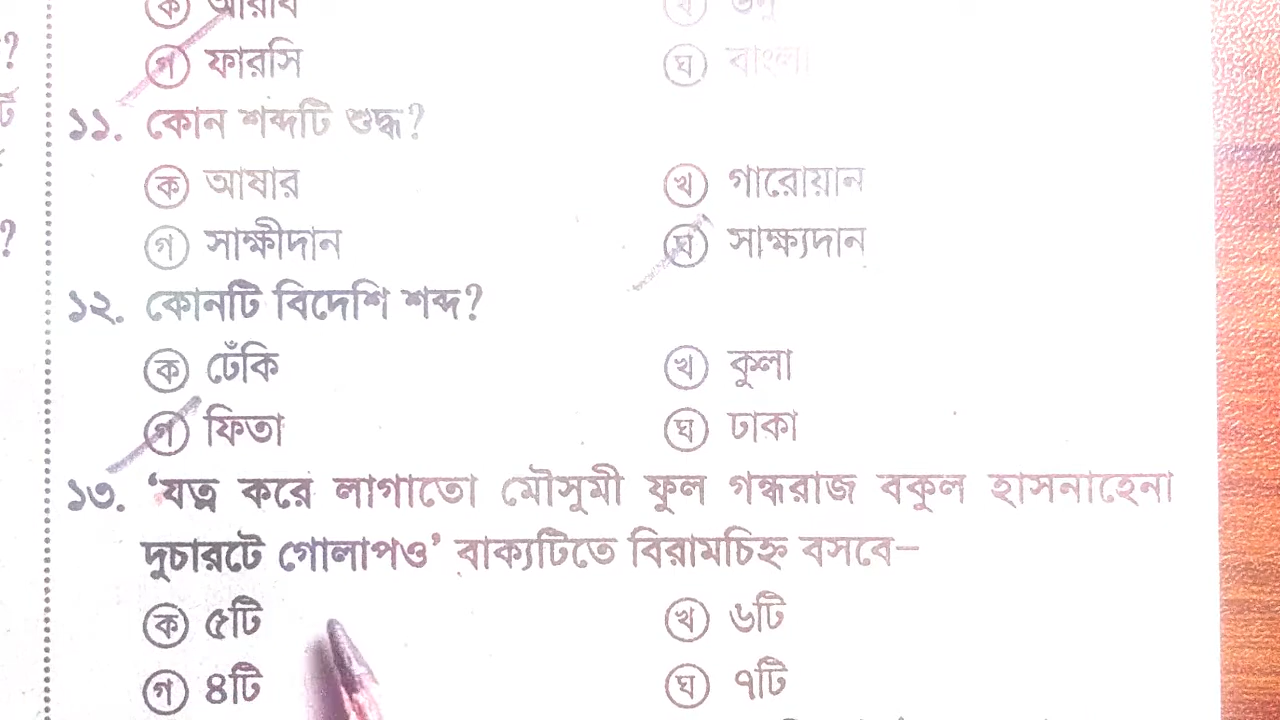 ক আরবি
গ ফারসি ঘ বাংলা
১১. কোন শব্দটি শুদ্ধ?
ক আষার খ গারোয়ান
গ সাক্ষীদান ঘ সাক্ষ্যদান
১২. কোনটি বিদেশি শব্দ?
ক ঢেঁকি খ কুলা
গ ফিতা ঘ ঢাকা
১৩. ‘যত্ন করে লাগাতো মৌসুমী ফুল গন্ধরাজ বকুল হাসনাহেনা
দুচারটে গোলাপও’ বাক্যটিতে বিরামচিহ্ন বসবে–
ক ৫টি খ ৬টি
গ ৪টি ঘ ৭টি